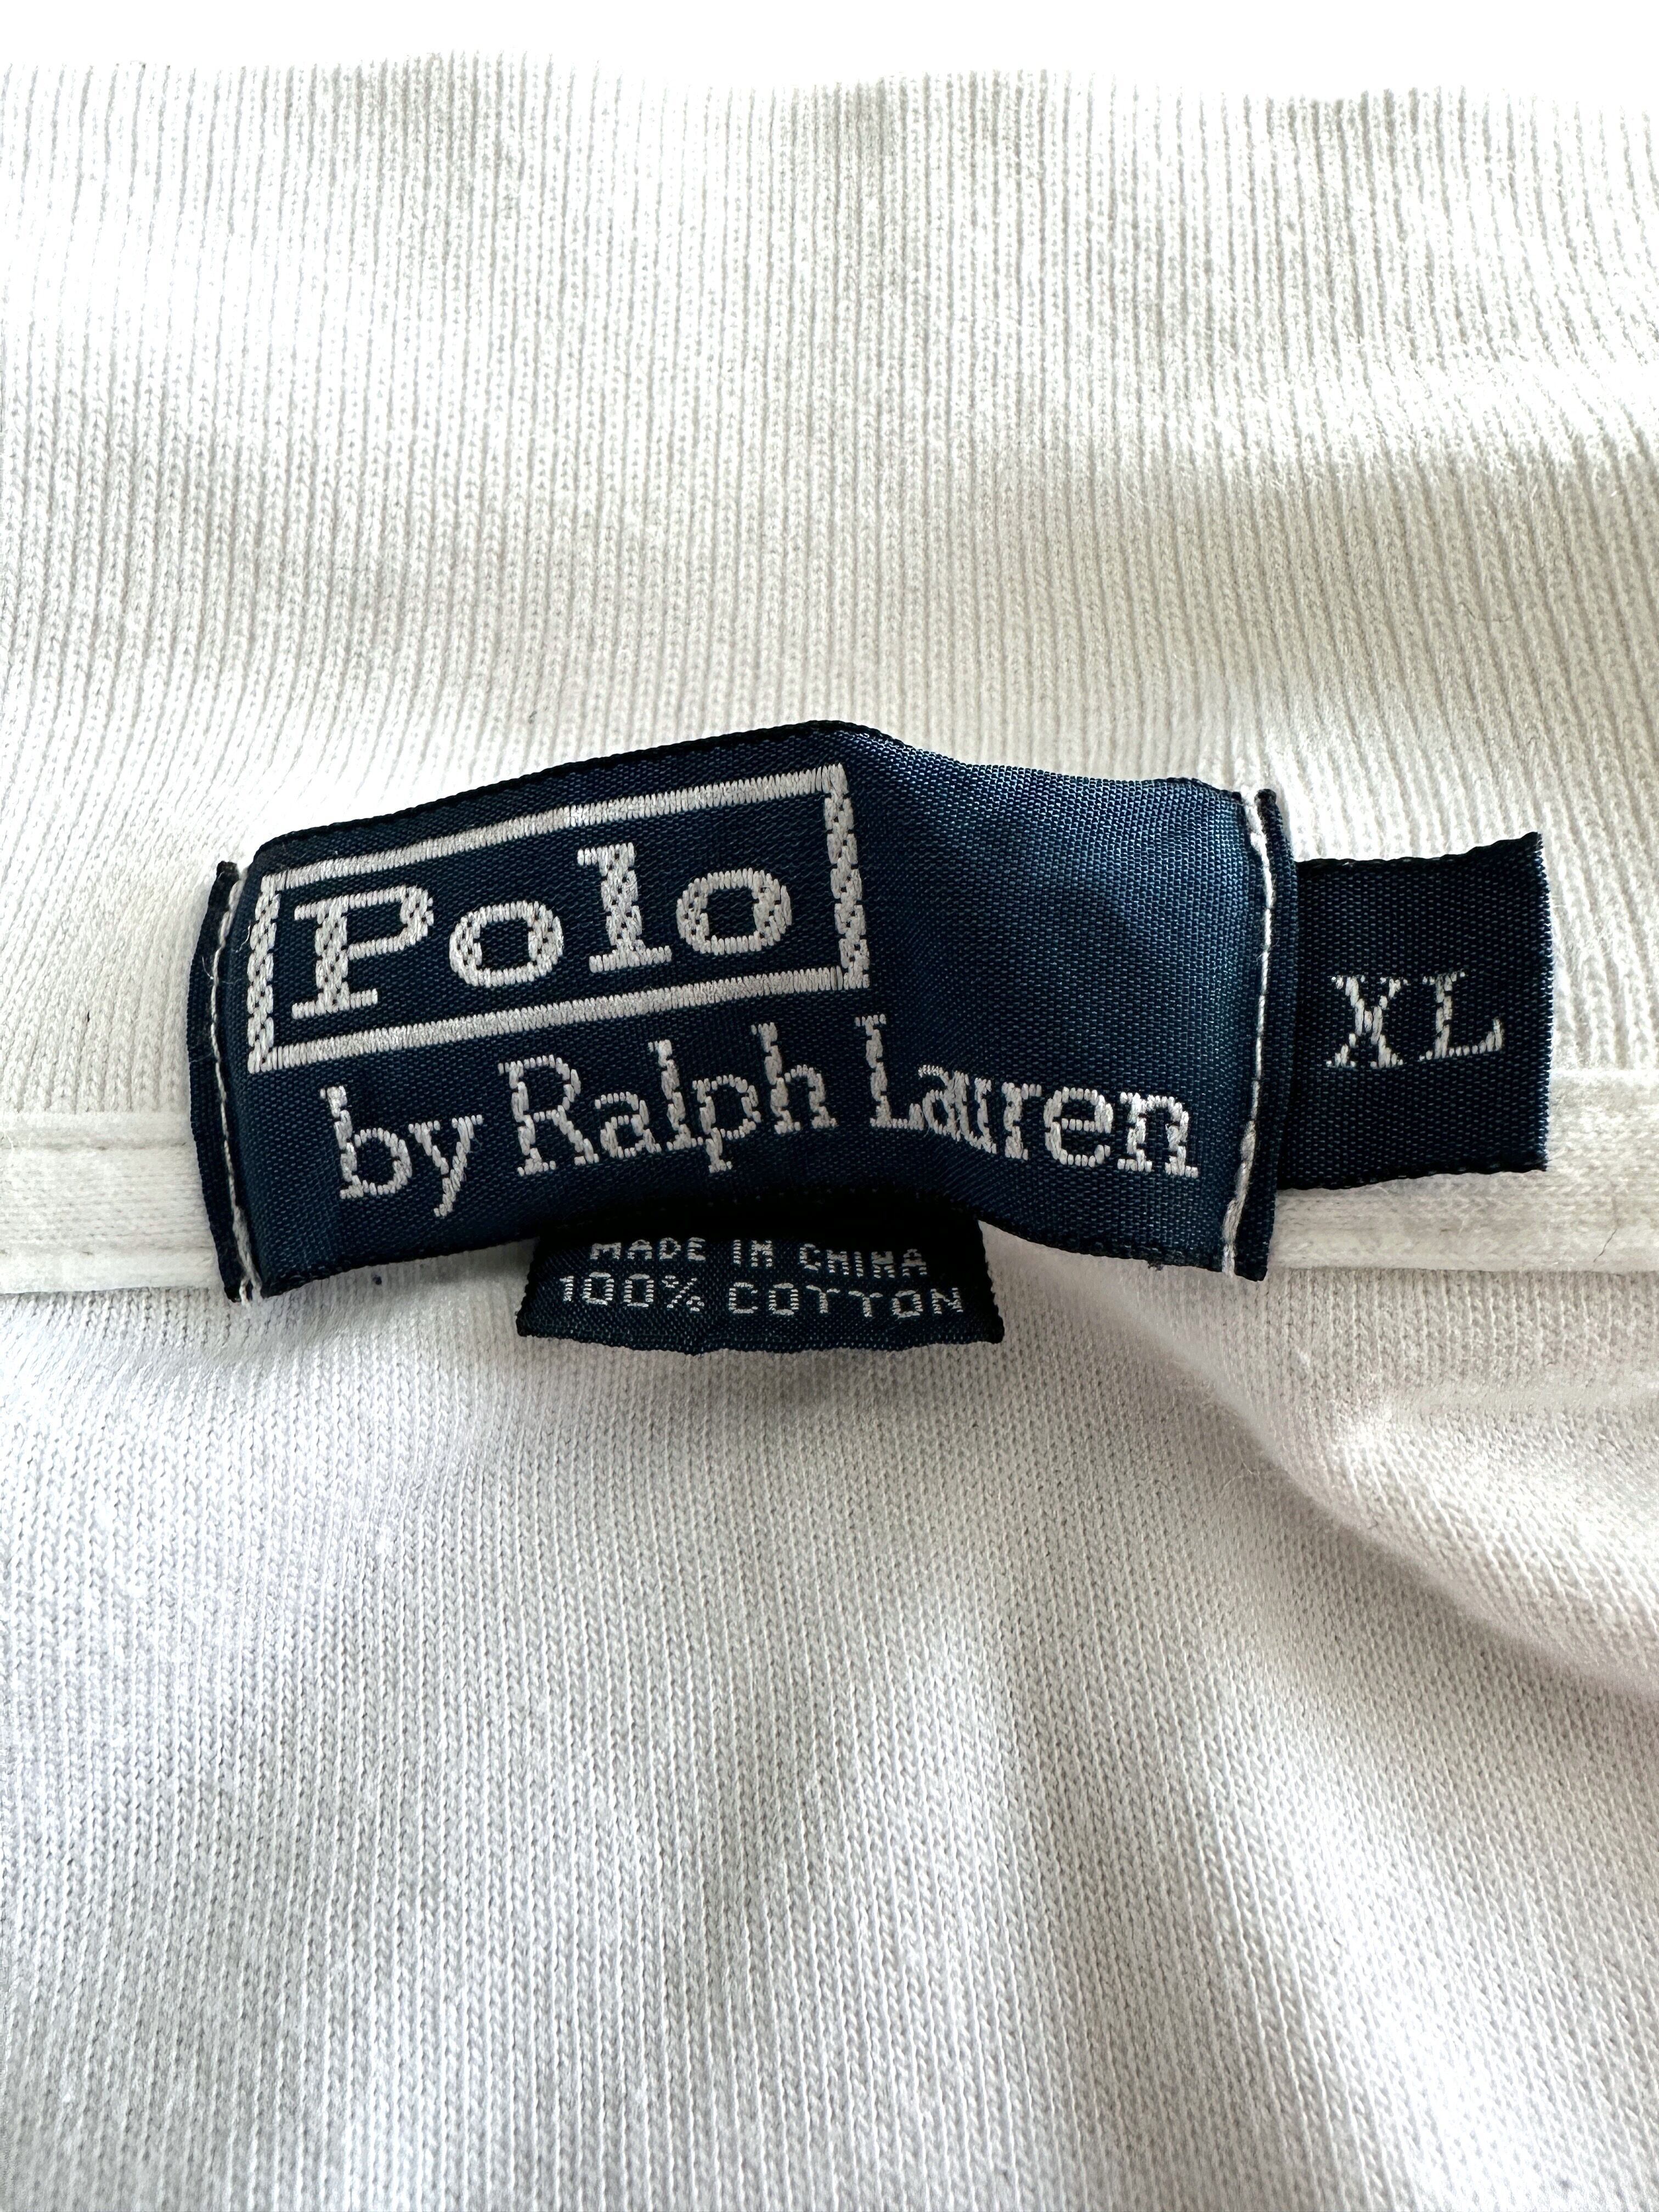 Polo
by Ralph Lauren
XL
MADE IN CHINA
100% COTTON